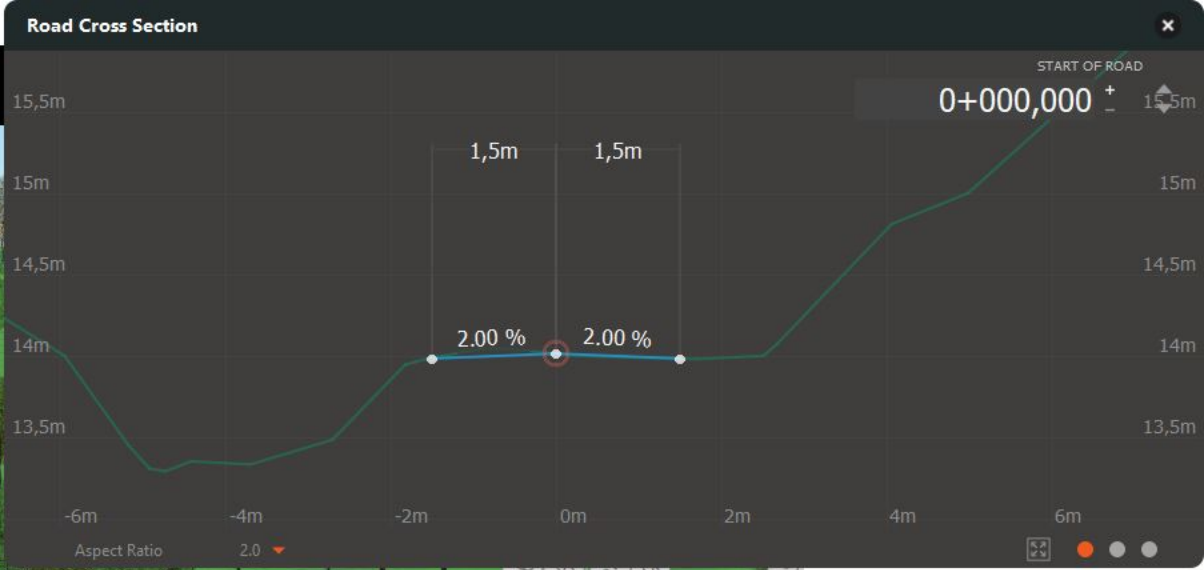 Road Cross Section
START OF ROAD
0+000,000 + −
15,5m 15,5m
1,5m 1,5m
15m 15m
14,5m 14,5m
2.00 % 2.00 %
14m 14m
13,5m 13,5m
-6m -4m -2m 0m 2m 4m 6m
Aspect Ratio 2.0